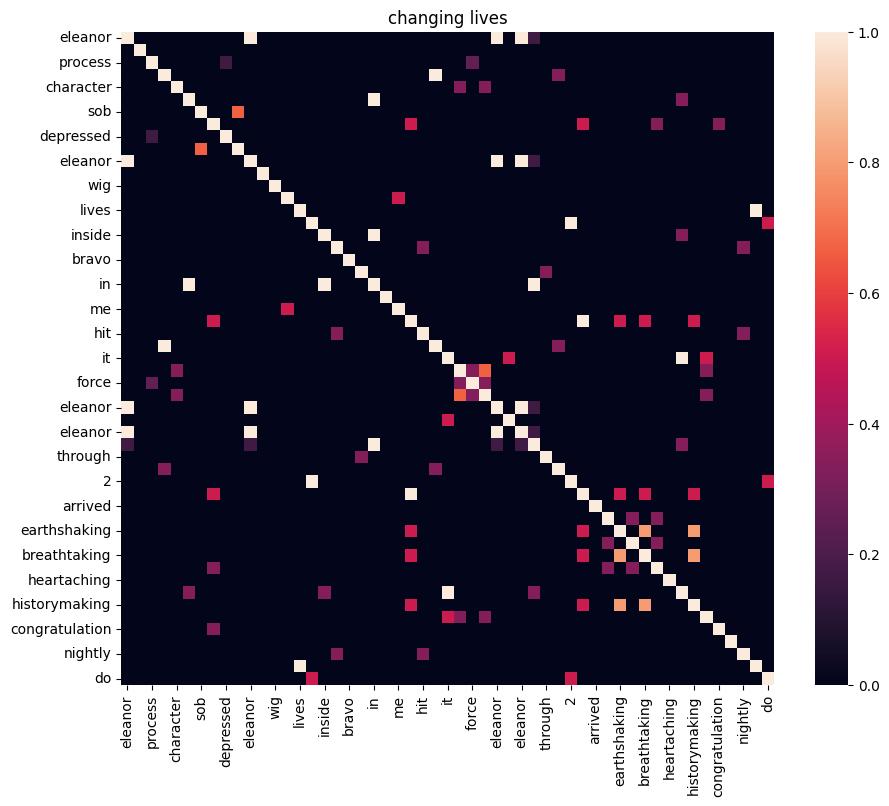 changing lives
eleanor
process
character
sob
depressed
eleanor
wig
lives
inside
bravo
in
me
hit
it
force
eleanor
eleanor
through
2
arrived
earthshaking
breathtaking
heartaching
historymaking
congratulation
nightly
do
eleanor
process
character
sob
depressed
eleanor
wig
lives
inside
bravo
in
me
hit
it
force
eleanor
eleanor
through
2
arrived
earthshaking
breathtaking
heartaching
historymaking
congratulation
nightly
do
1.0
0.8
0.6
0.4
0.2
0.0